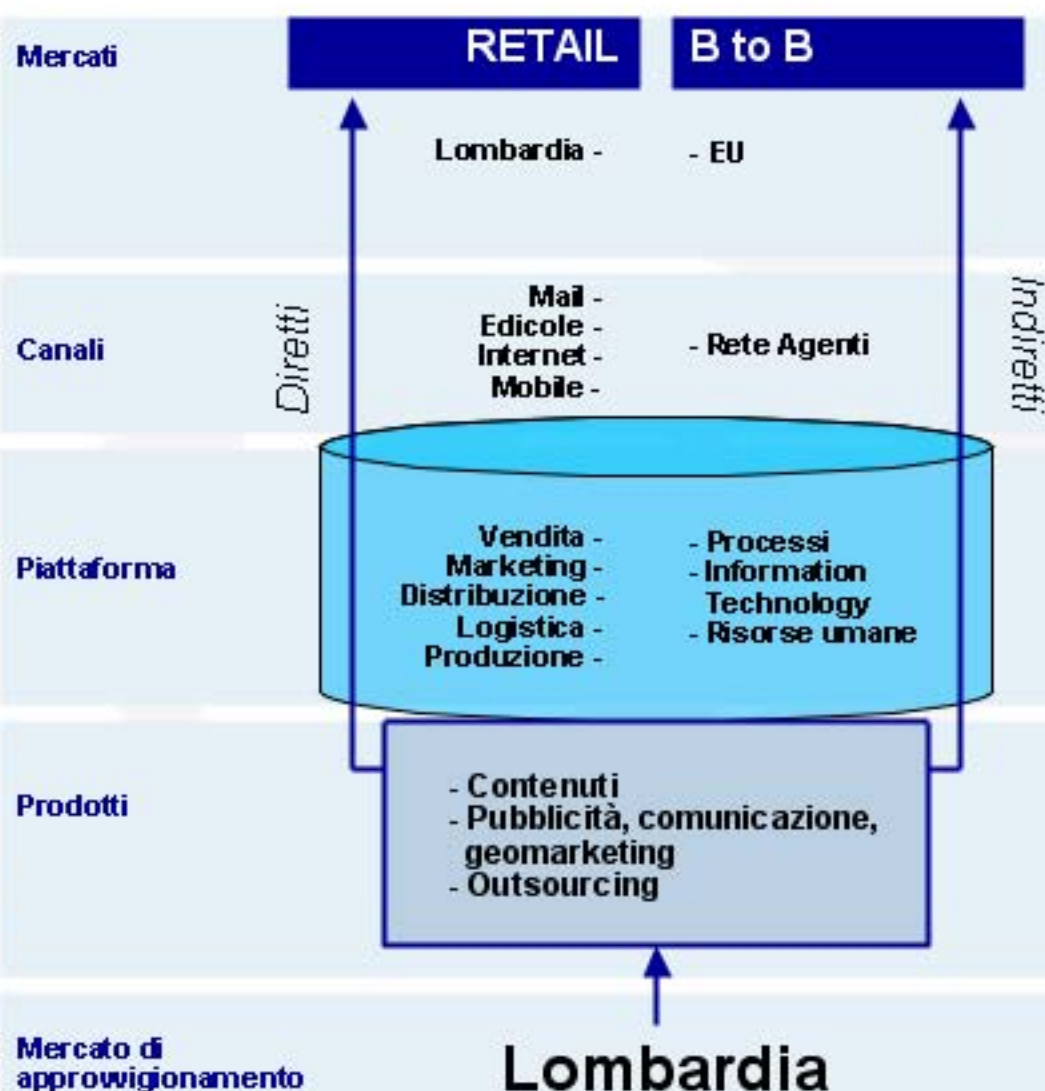 Mercati
RETAIL
B to B
Lombardia -
- EU
Canali
Diretti
Mail -
Edicole -
Internet -
Mobile -
- Rete Agenti
Indiretti
Piattaforma
Vendita -
Marketing -
Distribuzione -
Logistica -
Produzione -
- Processi
- Information
Technology
- Risorse umane
Prodotti
- Contenuti
- Pubblicità, comunicazione,
geomarketing
- Outsourcing
Mercato di
approvvigionamento
Lombardia